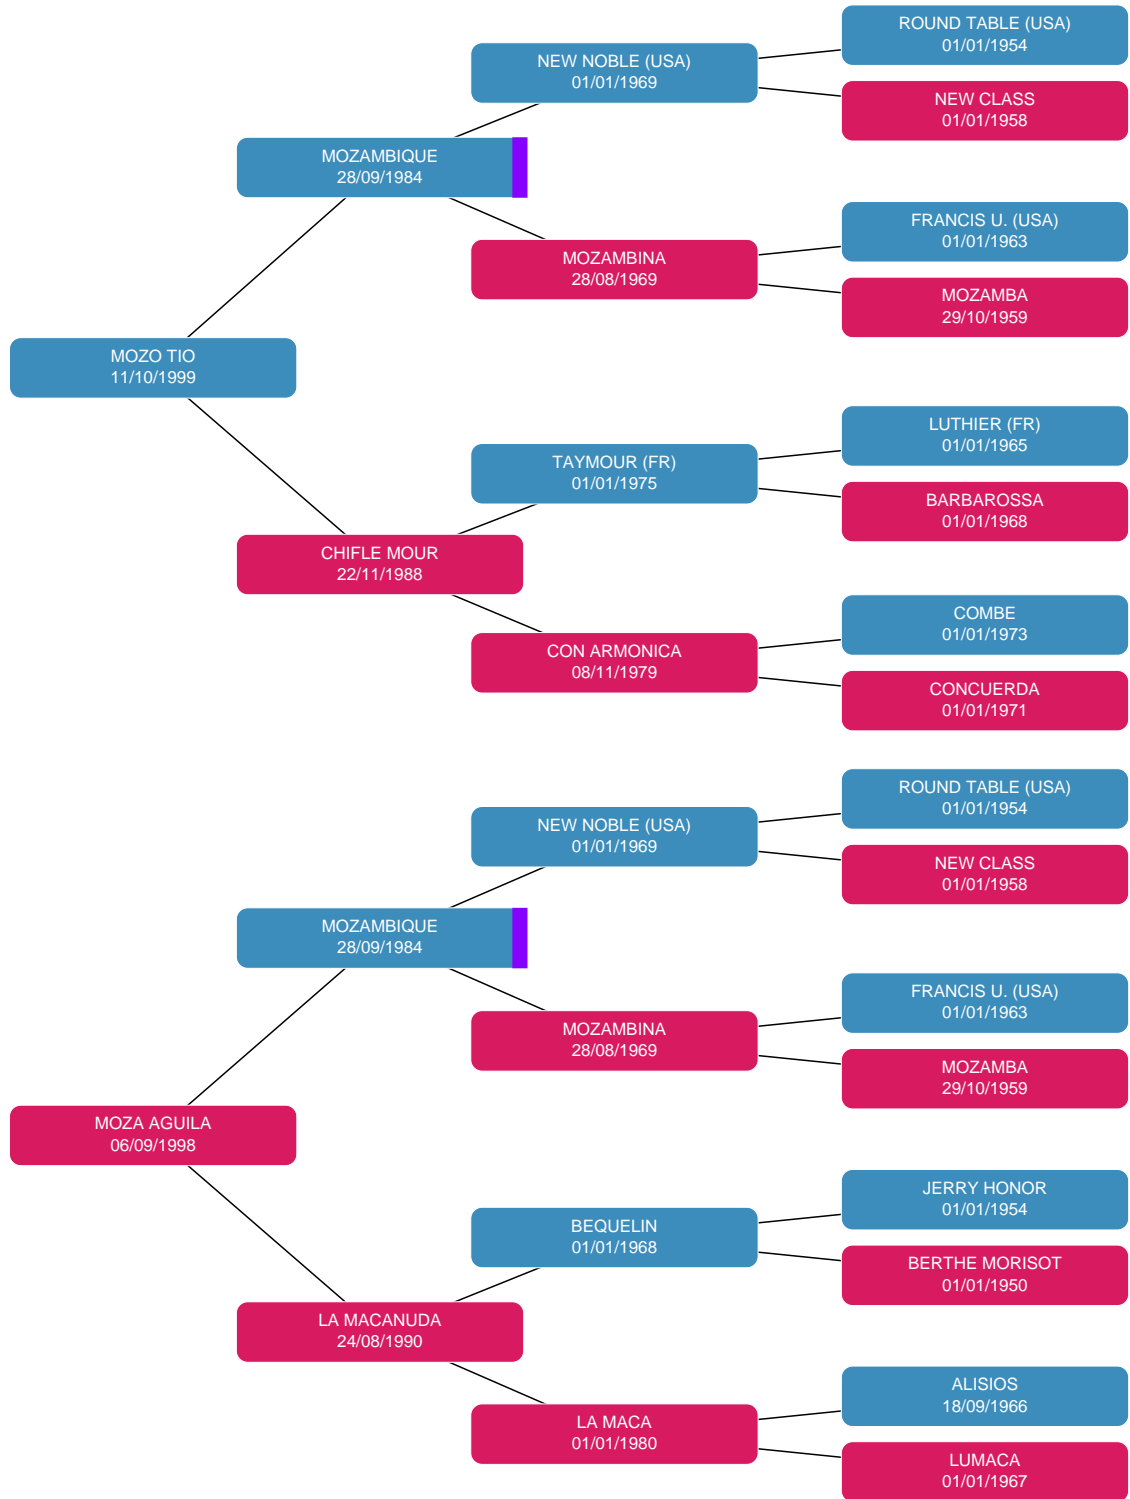 ROUND TABLE (USA)
01/01/1954
NEW NOBLE (USA)
01/01/1969
NEW CLASS
01/01/1958
MOZAMBIQUE
28/09/1984
FRANCIS U. (USA)
01/01/1963
MOZAMBINA
28/08/1969
MOZAMBA
29/10/1959
MOZO TIO
11/10/1999
LUTHIER (FR)
01/01/1965
TAYMOUR (FR)
01/01/1975
BARBAROSSA
01/01/1968
CHIFLE MOUR
22/11/1988
COMBE
01/01/1973
CON ARMONICA
08/11/1979
CONCUERDA
01/01/1971
ROUND TABLE (USA)
01/01/1954
NEW NOBLE (USA)
01/01/1969
NEW CLASS
01/01/1958
MOZAMBIQUE
28/09/1984
FRANCIS U. (USA)
01/01/1963
MOZAMBINA
28/08/1969
MOZAMBA
29/10/1959
MOZA AGUILA
06/09/1998
JERRY HONOR
01/01/1954
BEQUELIN
01/01/1968
BERTHE MORISOT
01/01/1950
LA MACANUDA
24/08/1990
ALISIOS
18/09/1966
LA MACA
01/01/1980
LUMACA
01/01/1967